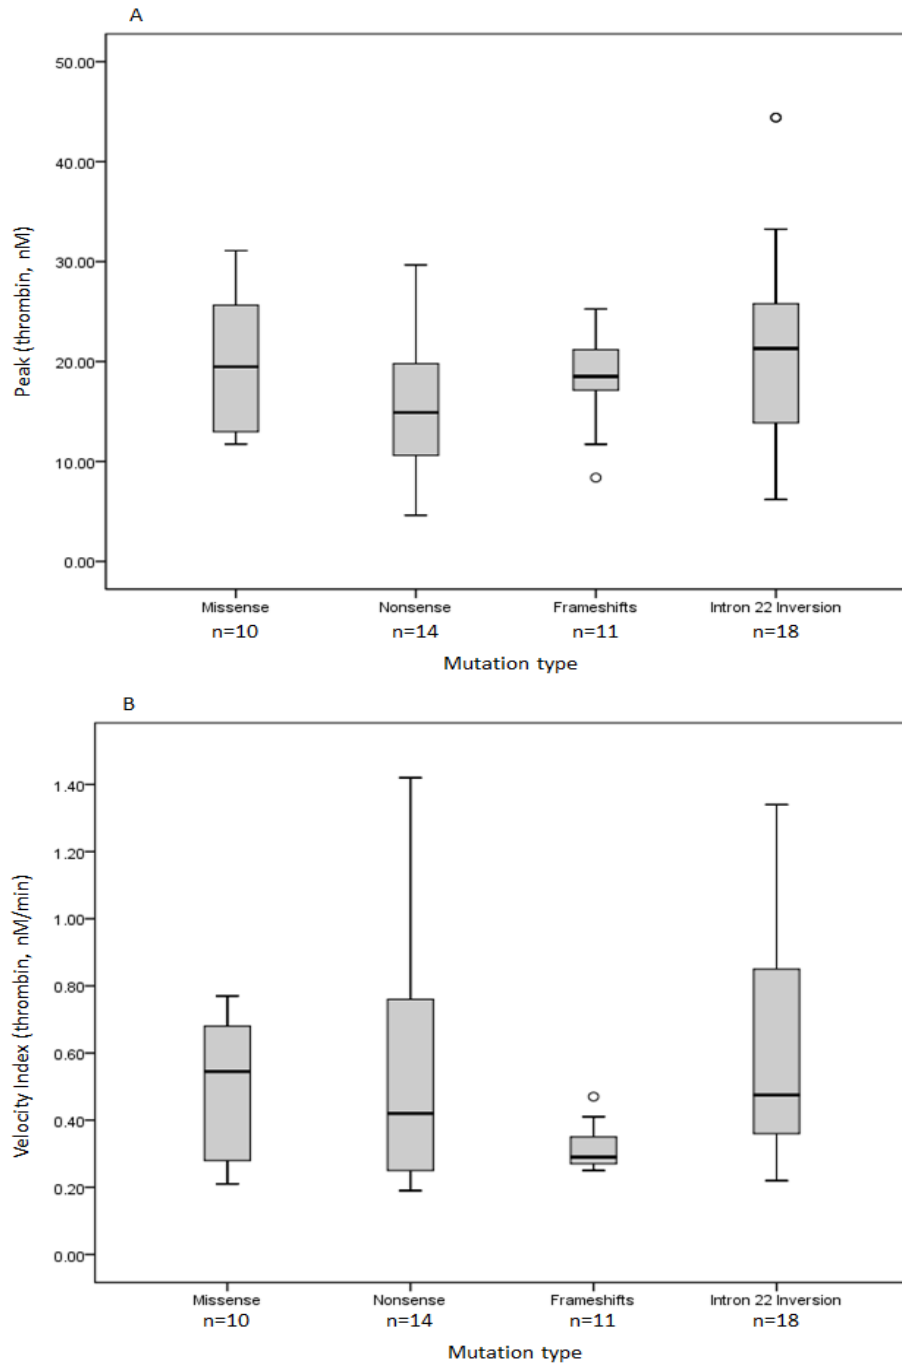 A
Peak (thrombin, nM)
50.00
40.00
30.00
20.00
10.00
0.00
Missense Nonsense Frameshifts Intron 22 Inversion
n=10 n=14 n=11 n=18
Mutation type
B
Velocity Index (thrombin, nM/min)
1.40
1.20
1.00
0.80
0.60
0.40
0.20
0.00
Missense Nonsense Frameshifts Intron 22 Inversion
n=10 n=14 n=11 n=18
Mutation type